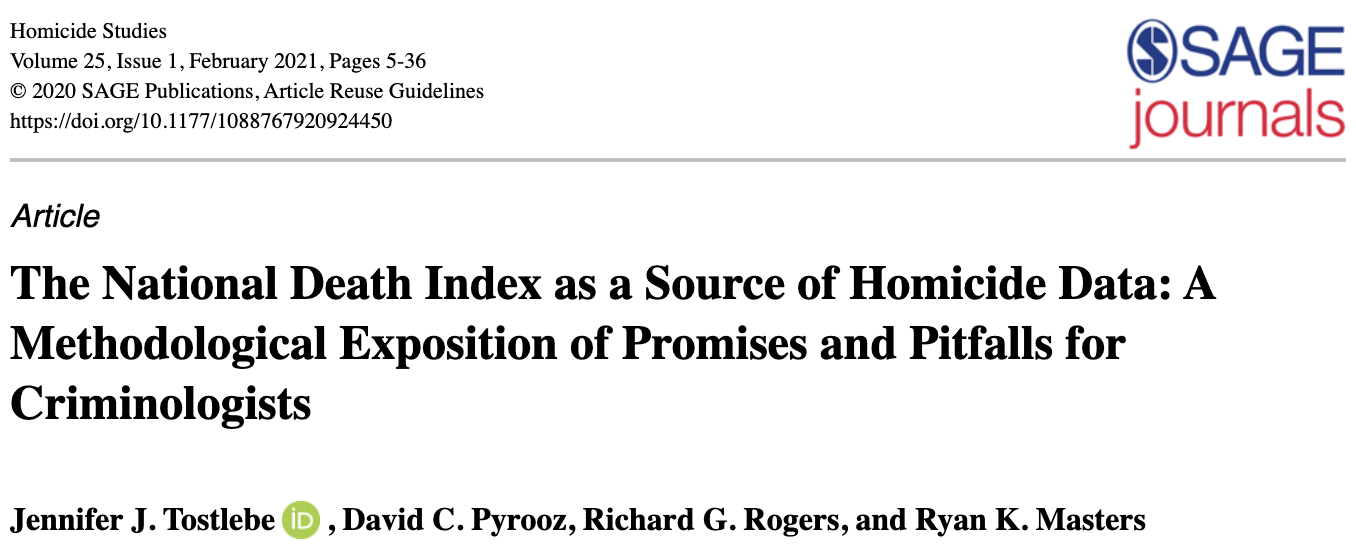 Homicide Studies
Volume 25, Issue 1, February 2021, Pages 5-36
© 2020 SAGE Publications, Article Reuse Guidelines
https://doi.org/10.1177/1088767920924450
SAGE
journals
Article
The National Death Index as a Source of Homicide Data: A
Methodological Exposition of Promises and Pitfalls for
Criminologists
Jennifer J. Tostlebe iD , David C. Pyrooz, Richard G. Rogers, and Ryan K. Masters